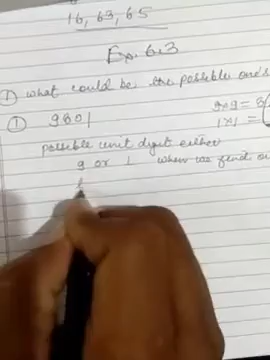 16, 63, 65
Ex. 6.3
① What could be the possible one's
① 9801
9×9 = 8
1×1 =
possible unit digit either
9 or 1 when we find